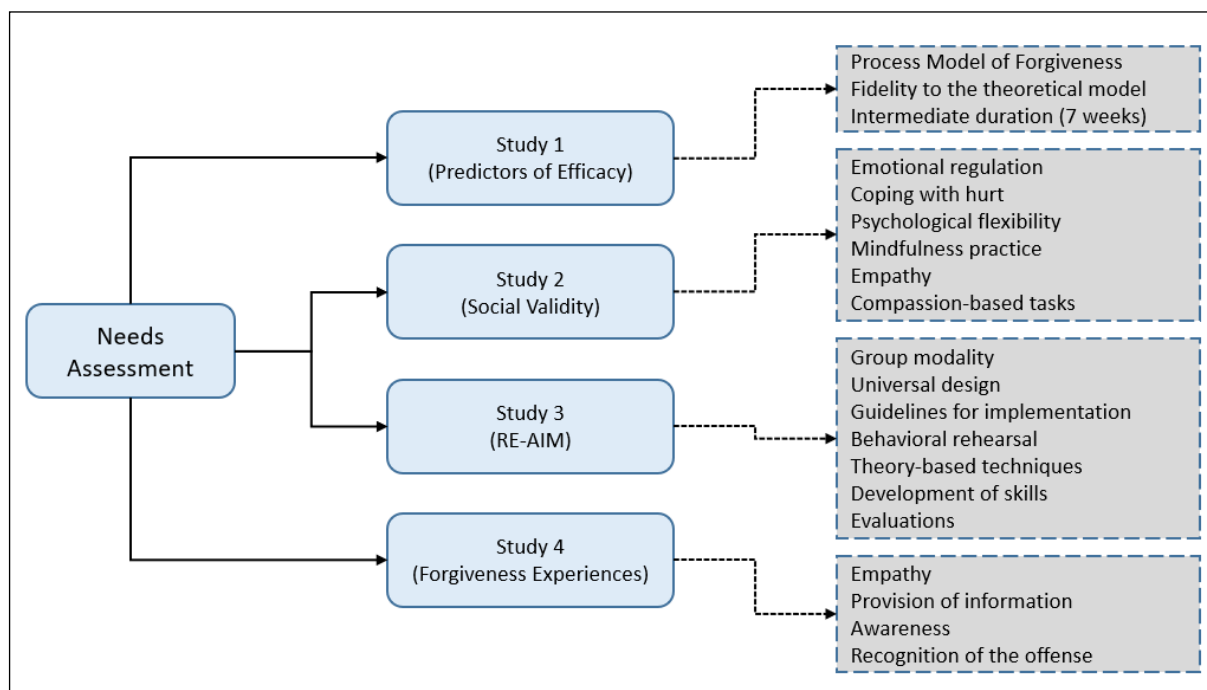 Needs
Assessment
Study 1
(Predictors of Efficacy)
Process Model of Forgiveness
Fidelity to the theoretical model
Intermediate duration (7 weeks)
Study 2
(Social Validity)
Emotional regulation
Coping with hurt
Psychological flexibility
Mindfulness practice
Empathy
Compassion-based tasks
Study 3
(RE-AIM)
Group modality
Universal design
Guidelines for implementation
Behavioral rehearsal
Theory-based techniques
Development of skills
Evaluations
Study 4
(Forgiveness Experiences)
Empathy
Provision of information
Awareness
Recognition of the offense